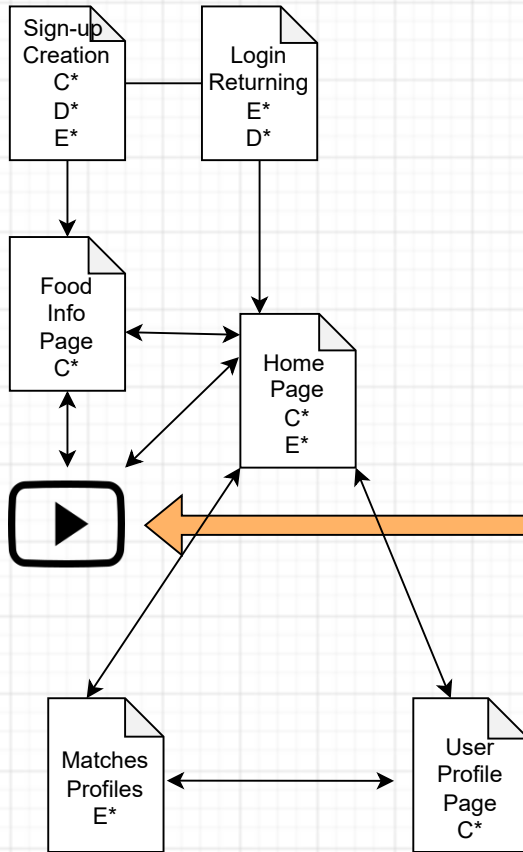 Sign-up
Creation
C*
D*
E*
Login
Returning
E*
D*
Food
Info
Page
C*
Home
Page
C*
E*
Matches
Profiles
E*
User
Profile
Page
C*